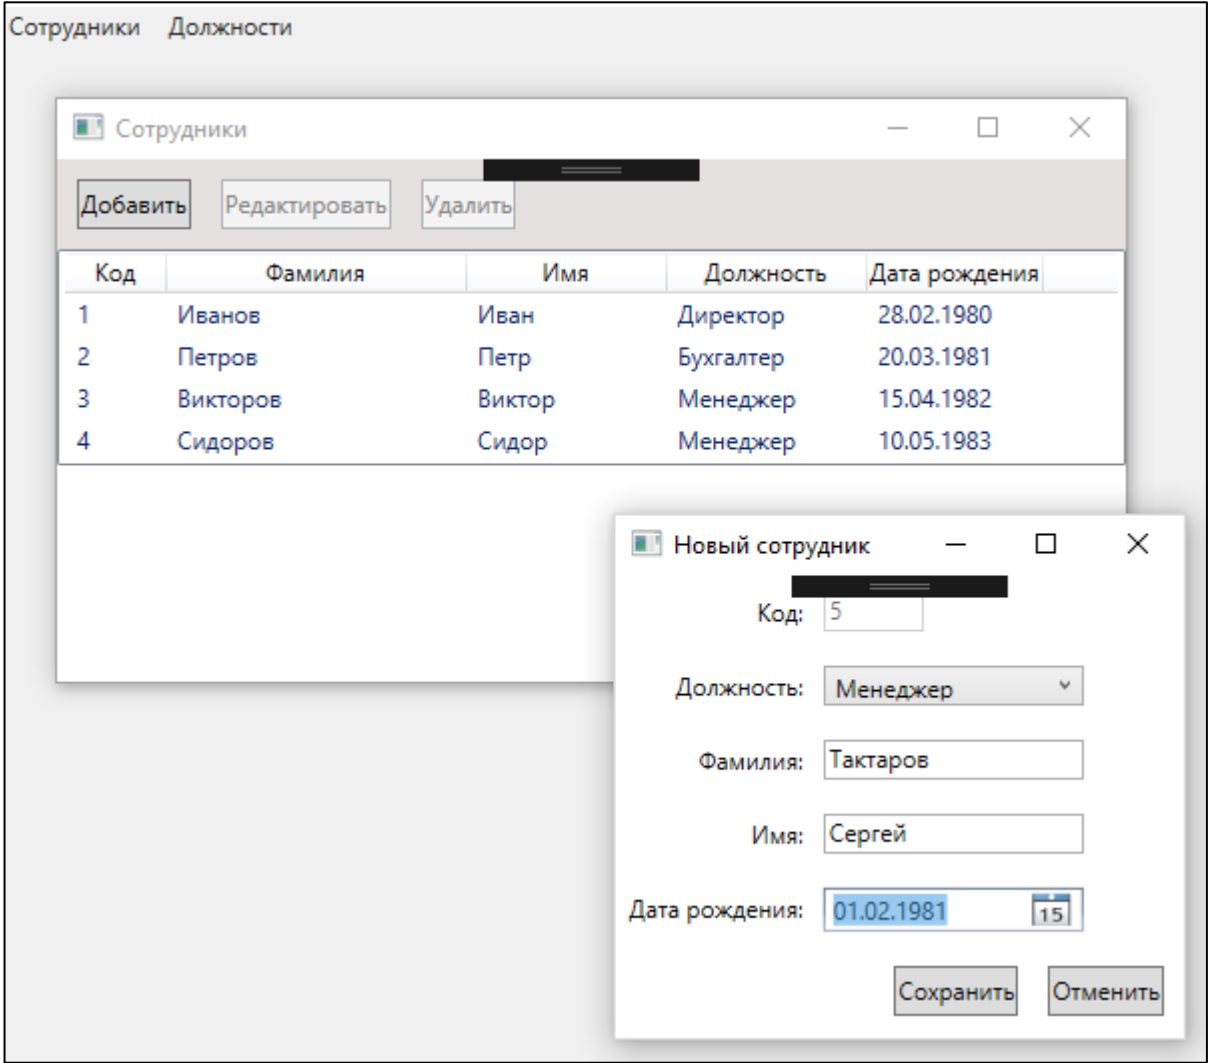 Сотрудники Должности
Сотрудники
Добавить Редактировать Удалить
Код Фамилия Имя Должность Дата рождения
1 Иванов Иван Директор 28.02.1980
2 Петров Петр Бухгалтер 20.03.1981
3 Викторов Виктор Менеджер 15.04.1982
4 Сидоров Сидор Менеджер 10.05.1983
Новый сотрудник
Код: 5
Должность: Менеджер
Фамилия: Тактаров
Имя: Сергей
Дата рождения: 01.02.1981 15
Сохранить Отменить